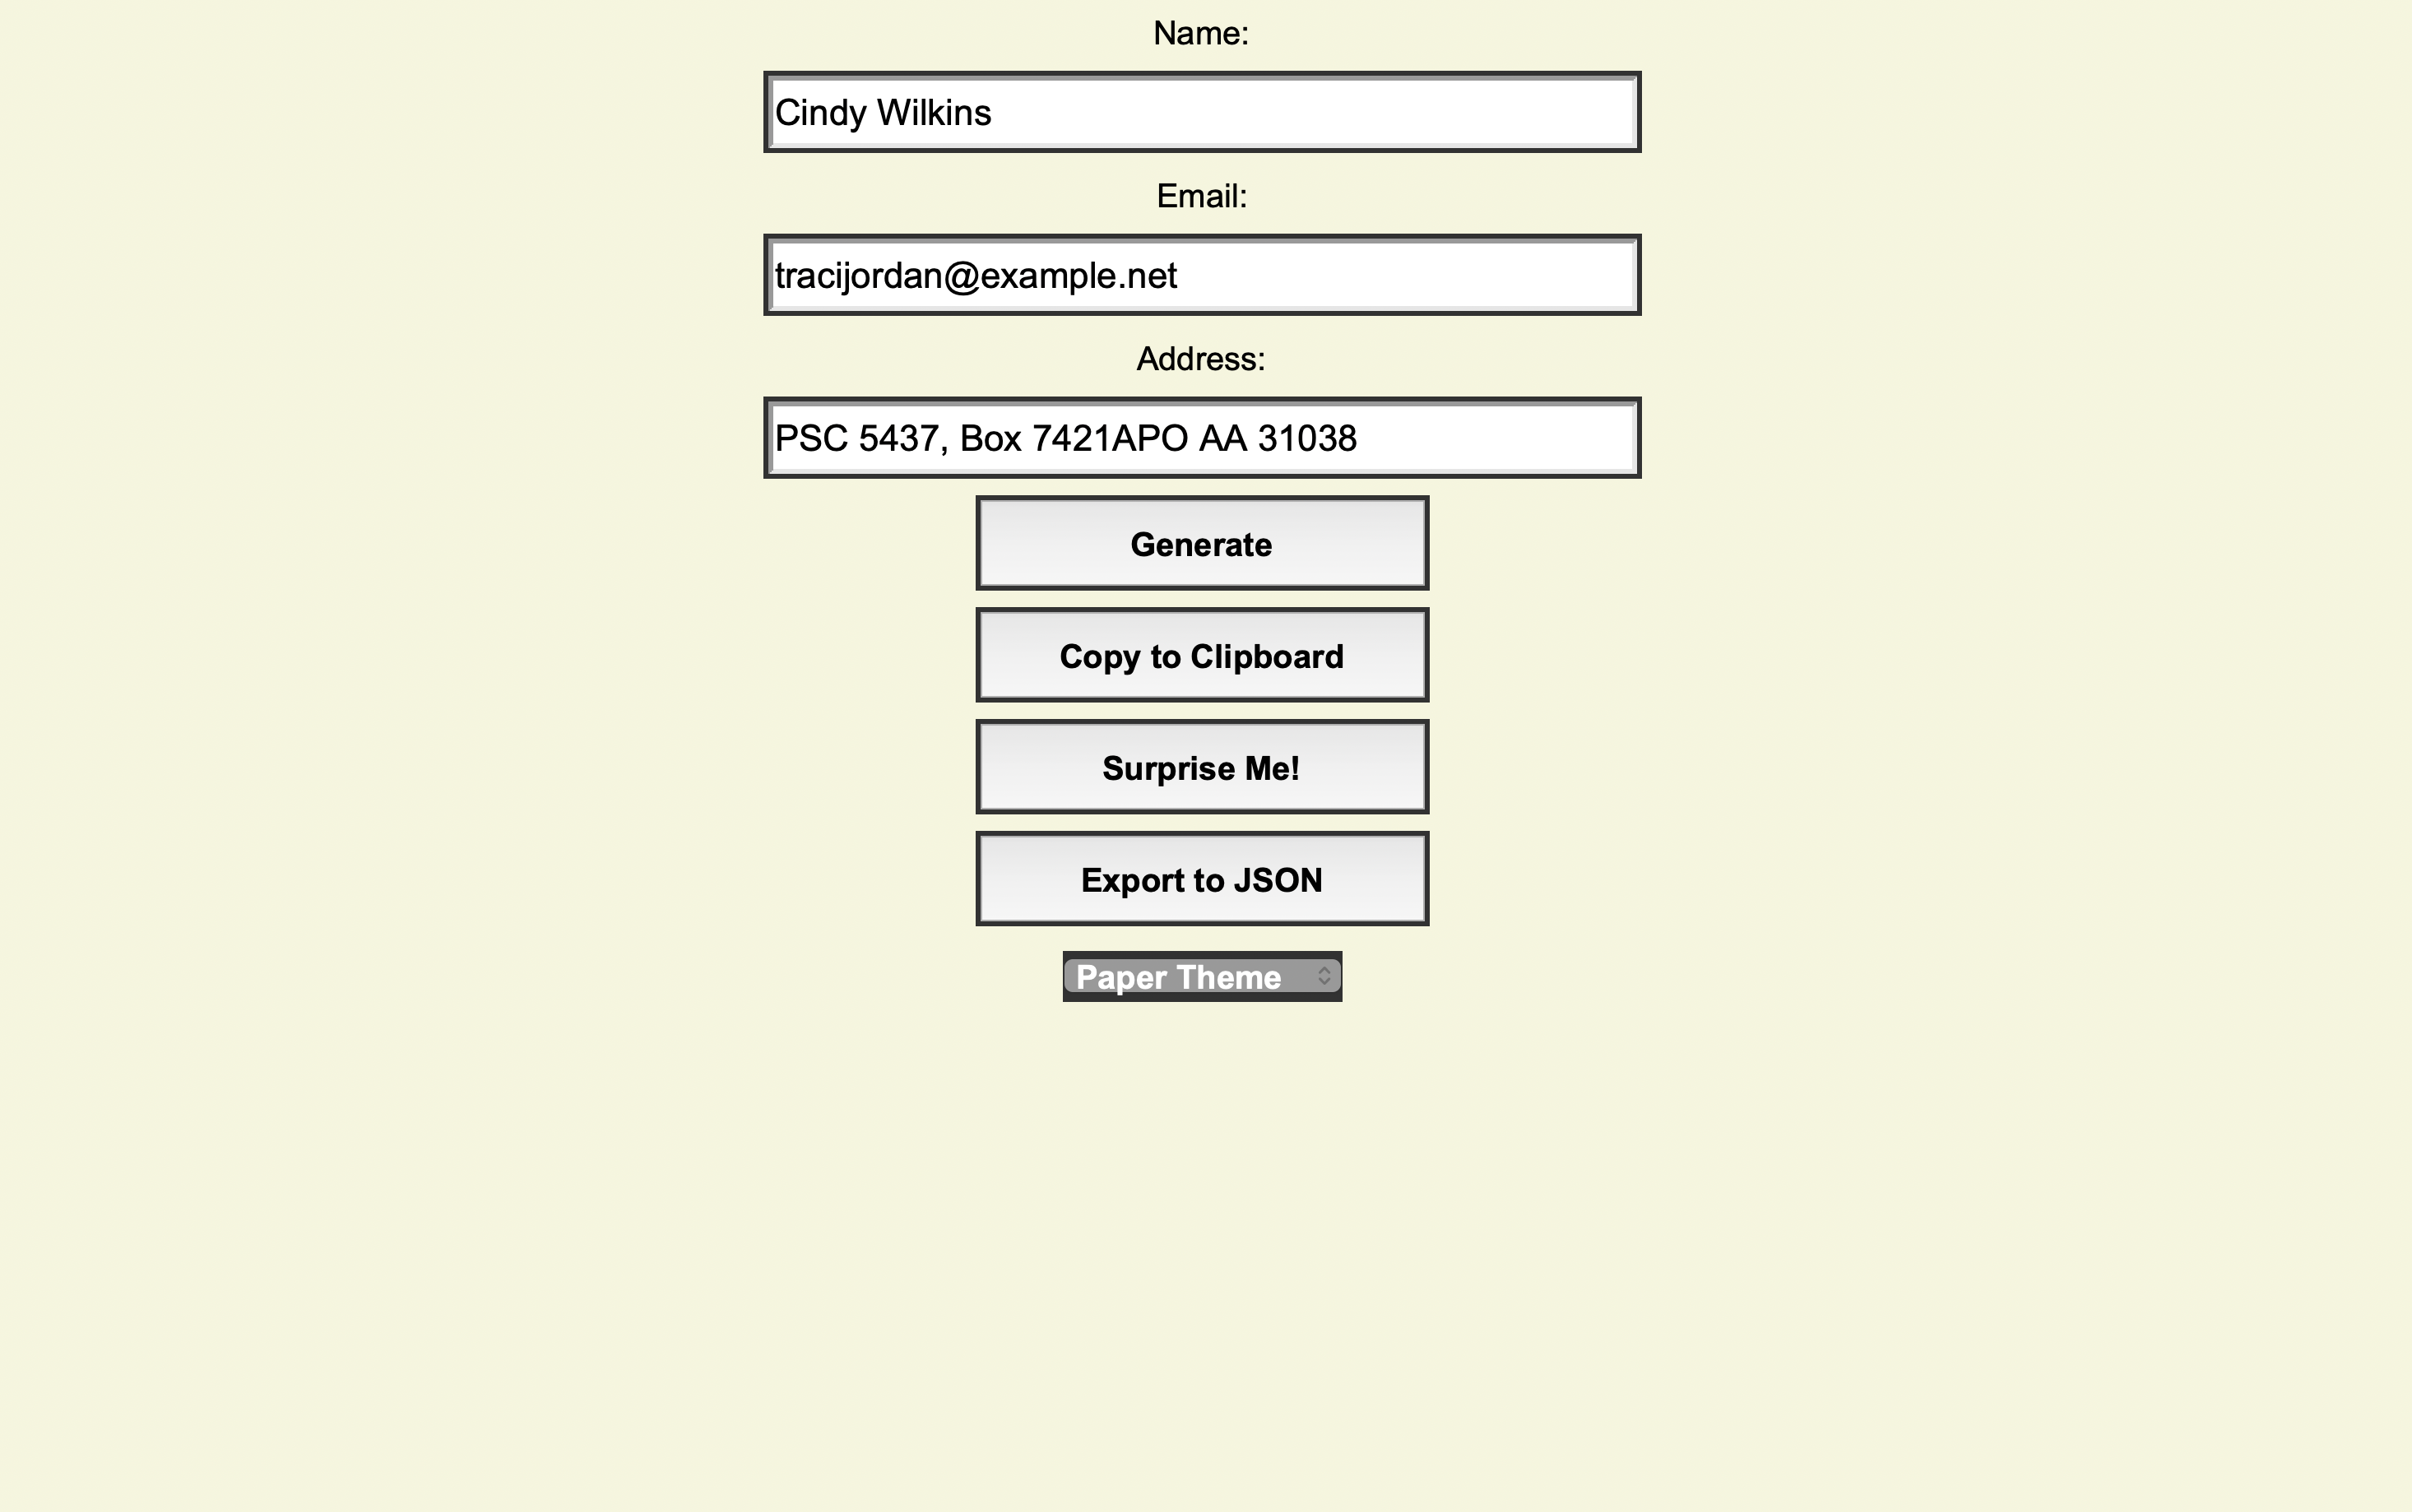 Name:
Cindy Wilkins
Email:
tracijordan@example.net
Address:
PSC 5437, Box 7421APO AA 31038
Generate
Copy to Clipboard
Surprise Me!
Export to JSON
Paper Theme